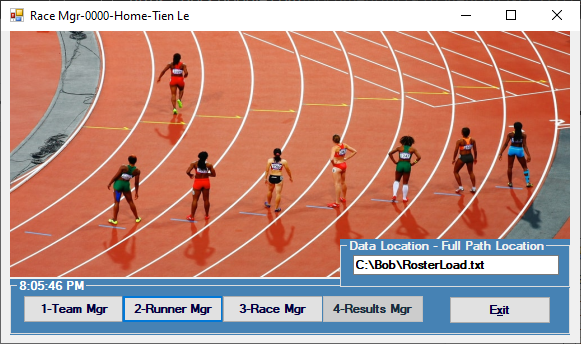 Race Mgr-0000-Home-Tien Le
Data Location - Full Path Location
C:\Bob\RosterLoad.txt
8:05:46 PM
1-Team Mgr 2-Runner Mgr 3-Race Mgr 4-Results Mgr Exit